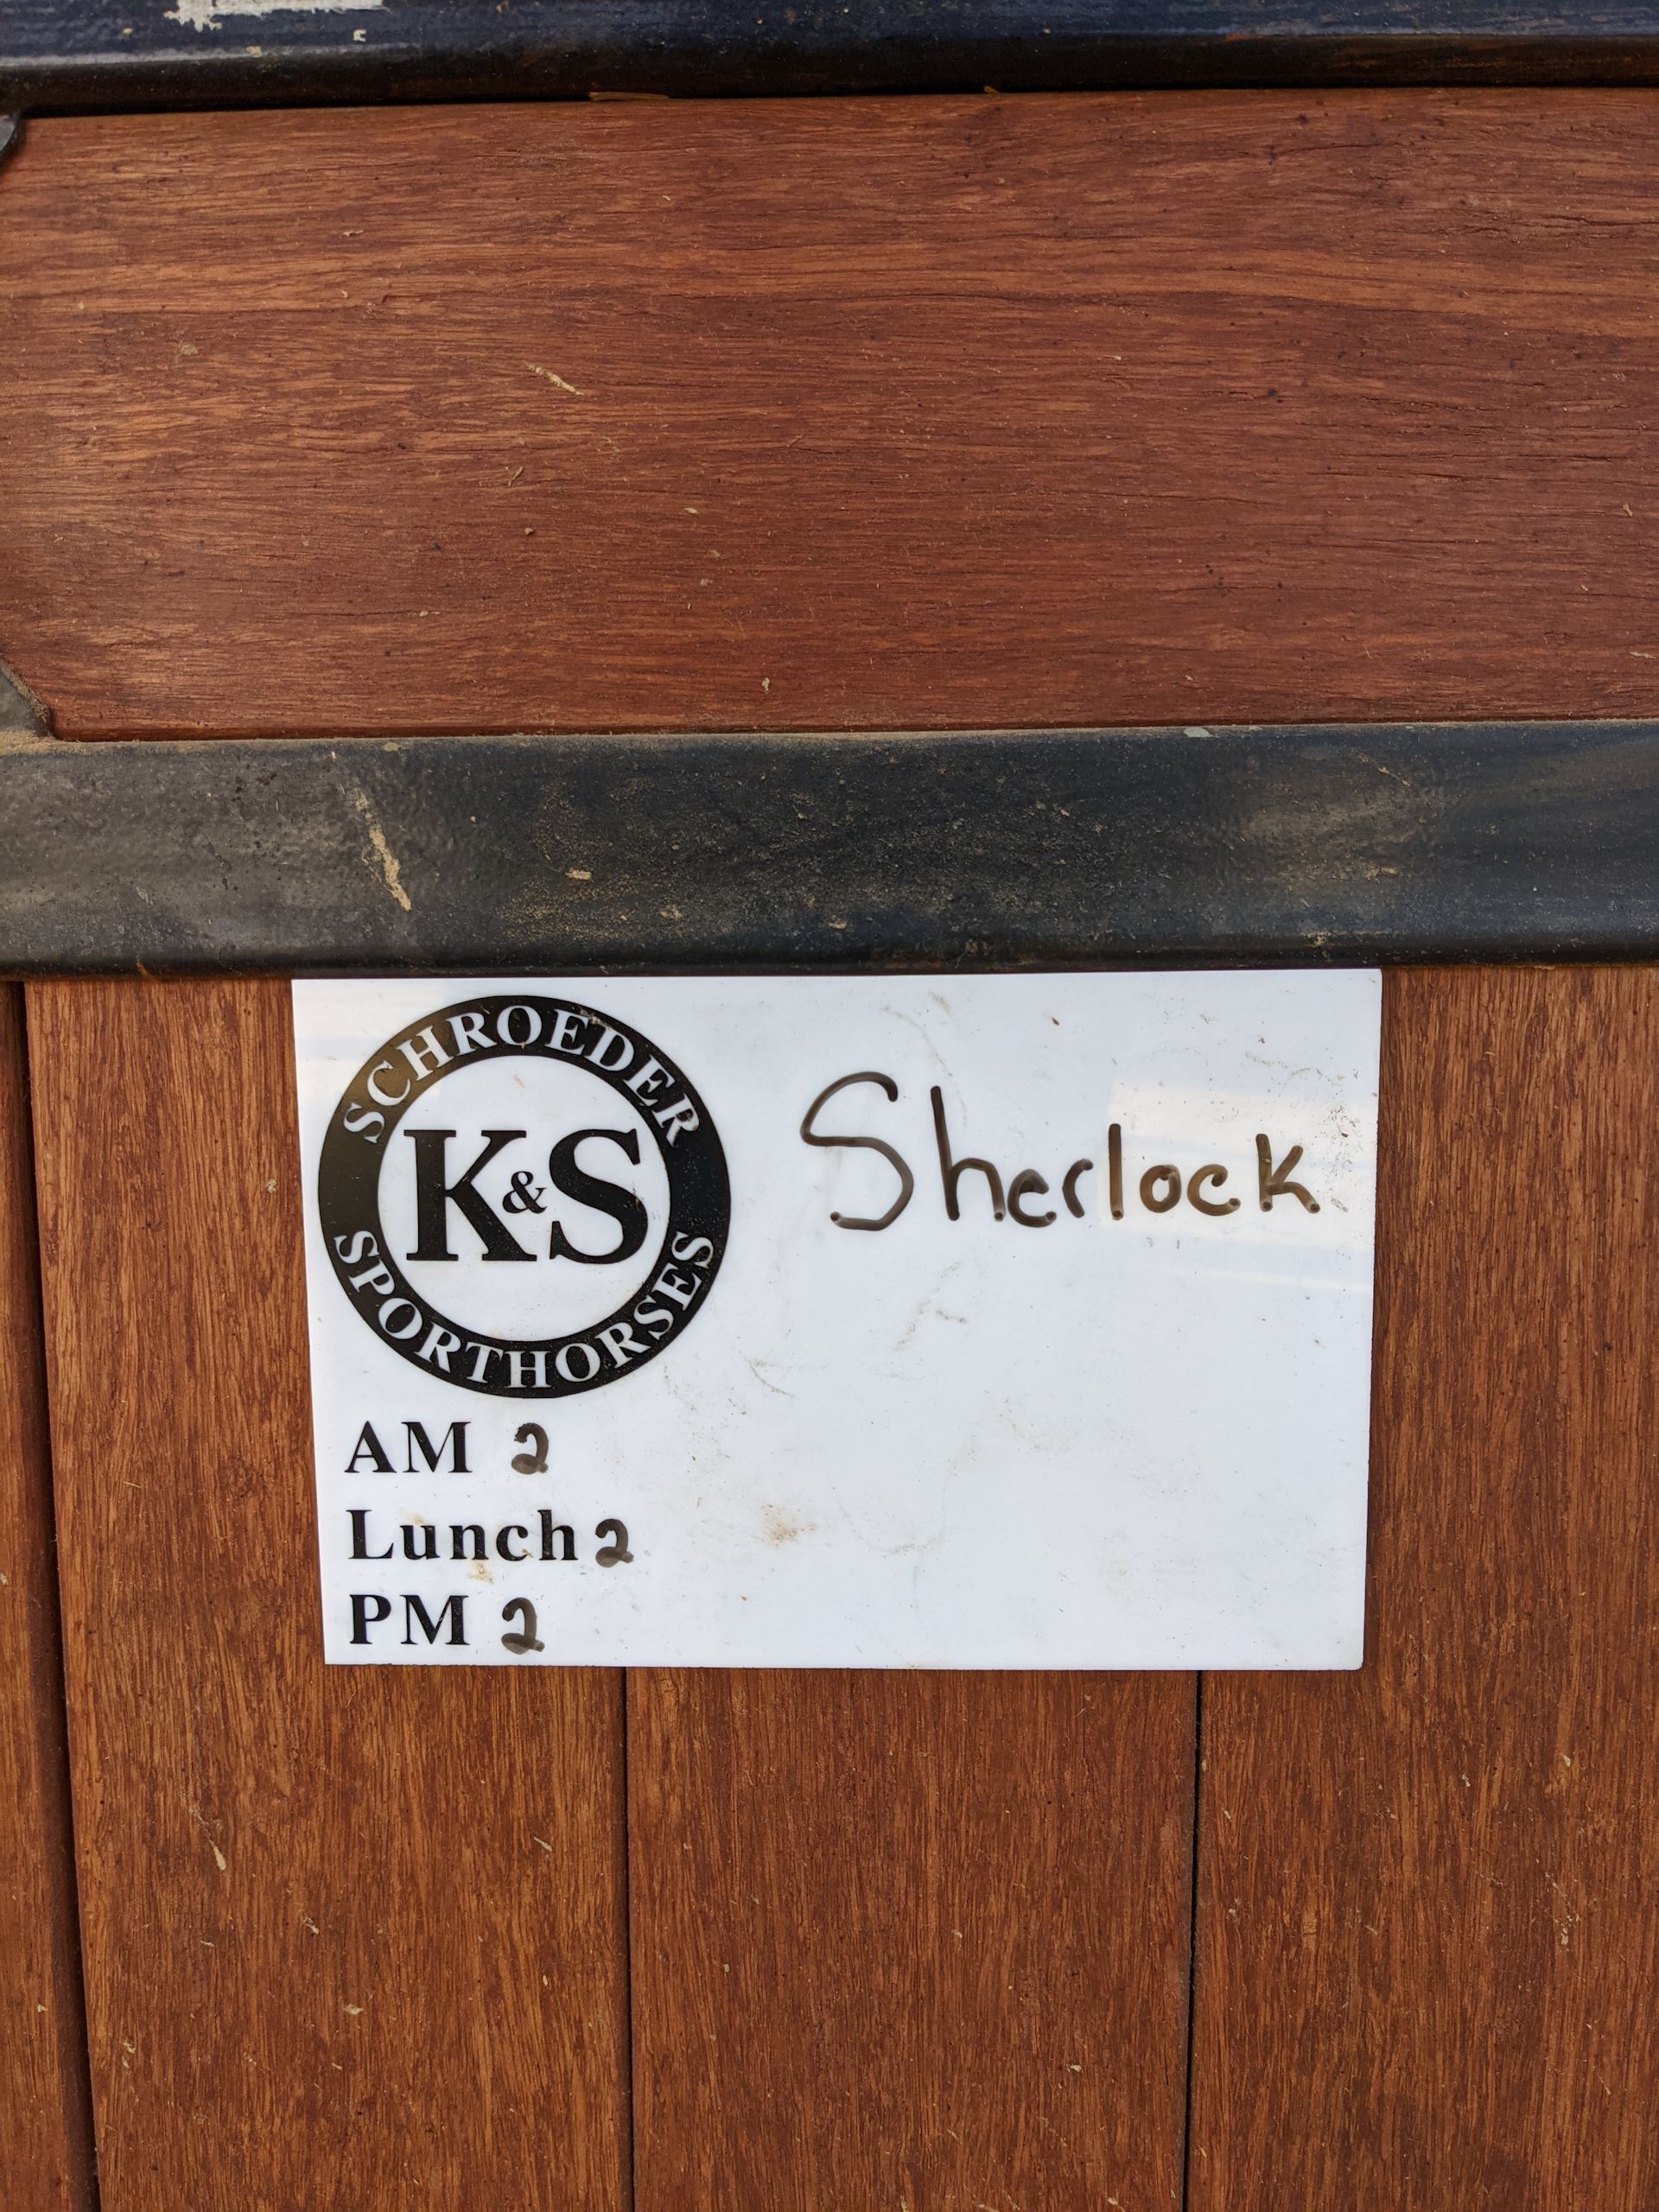 SCHROEDER
K&S
SPORTHORSES
Sherlock
AM 2
Lunch 2
PM 2